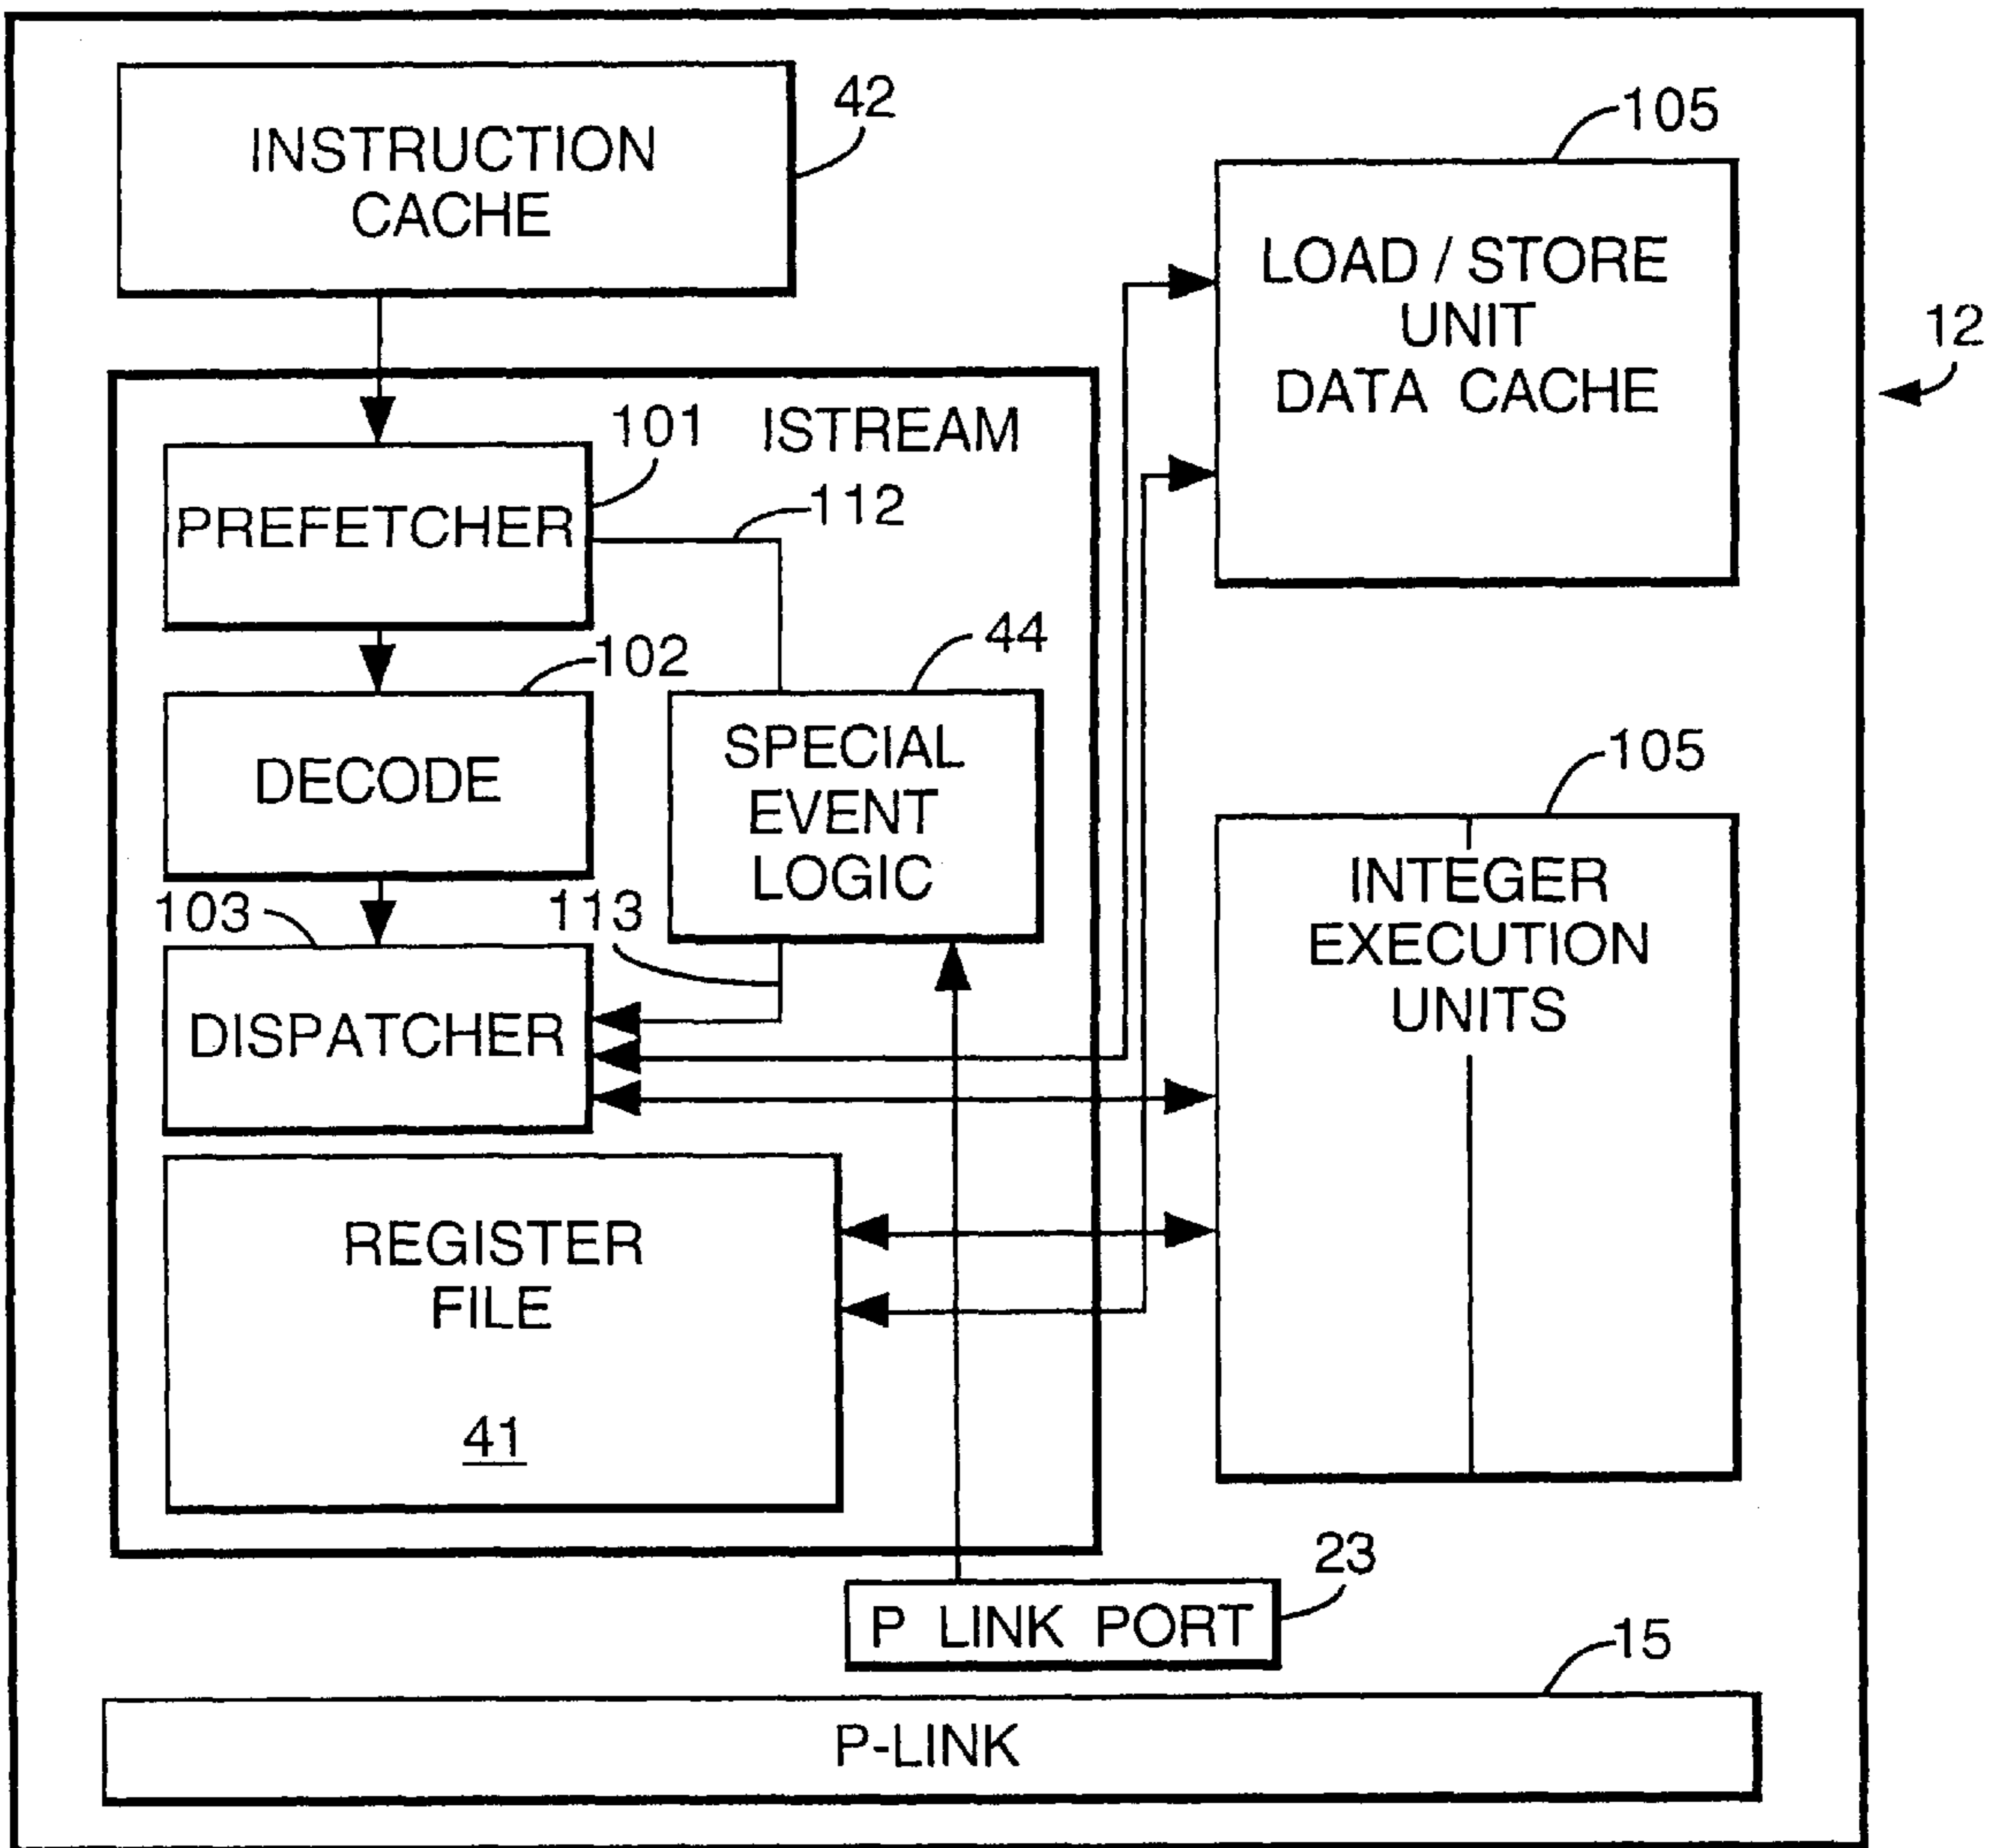 INSTRUCTION
CACHE
42
105
LOAD / STORE
UNIT
DATA CACHE
12
ISTREAM
101
PREFETCHER
112
102
DECODE
44
SPECIAL
EVENT
LOGIC
103
113
DISPATCHER
105
INTEGER
EXECUTION
UNITS
REGISTER
FILE
41
23
P LINK PORT
15
P-LINK